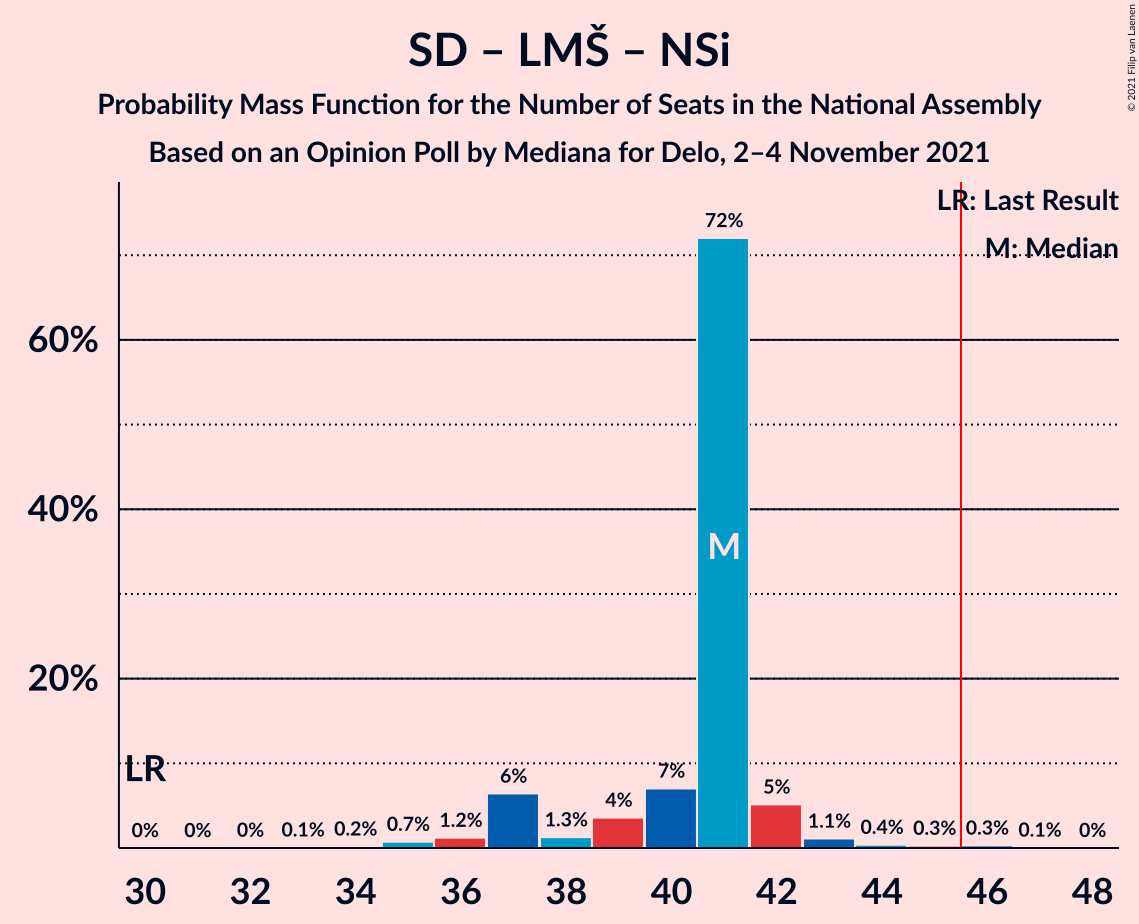 SD – LMŠ – NSi
Probability Mass Function for the Number of Seats in the National Assembly
Based on an Opinion Poll by Mediana for Delo, 2–4 November 2021
© 2021 Filip van Laenen
LR: Last Result
M: Median
72%
60%
40%
M
20%
LR
0% 0% 0% 0.1% 0.2% 0.7% 1.2% 6% 1.3% 4% 7% 5% 1.1% 0.4% 0.3% 0.3% 0.1% 0%
30 32 34 36 38 40 42 44 46 48